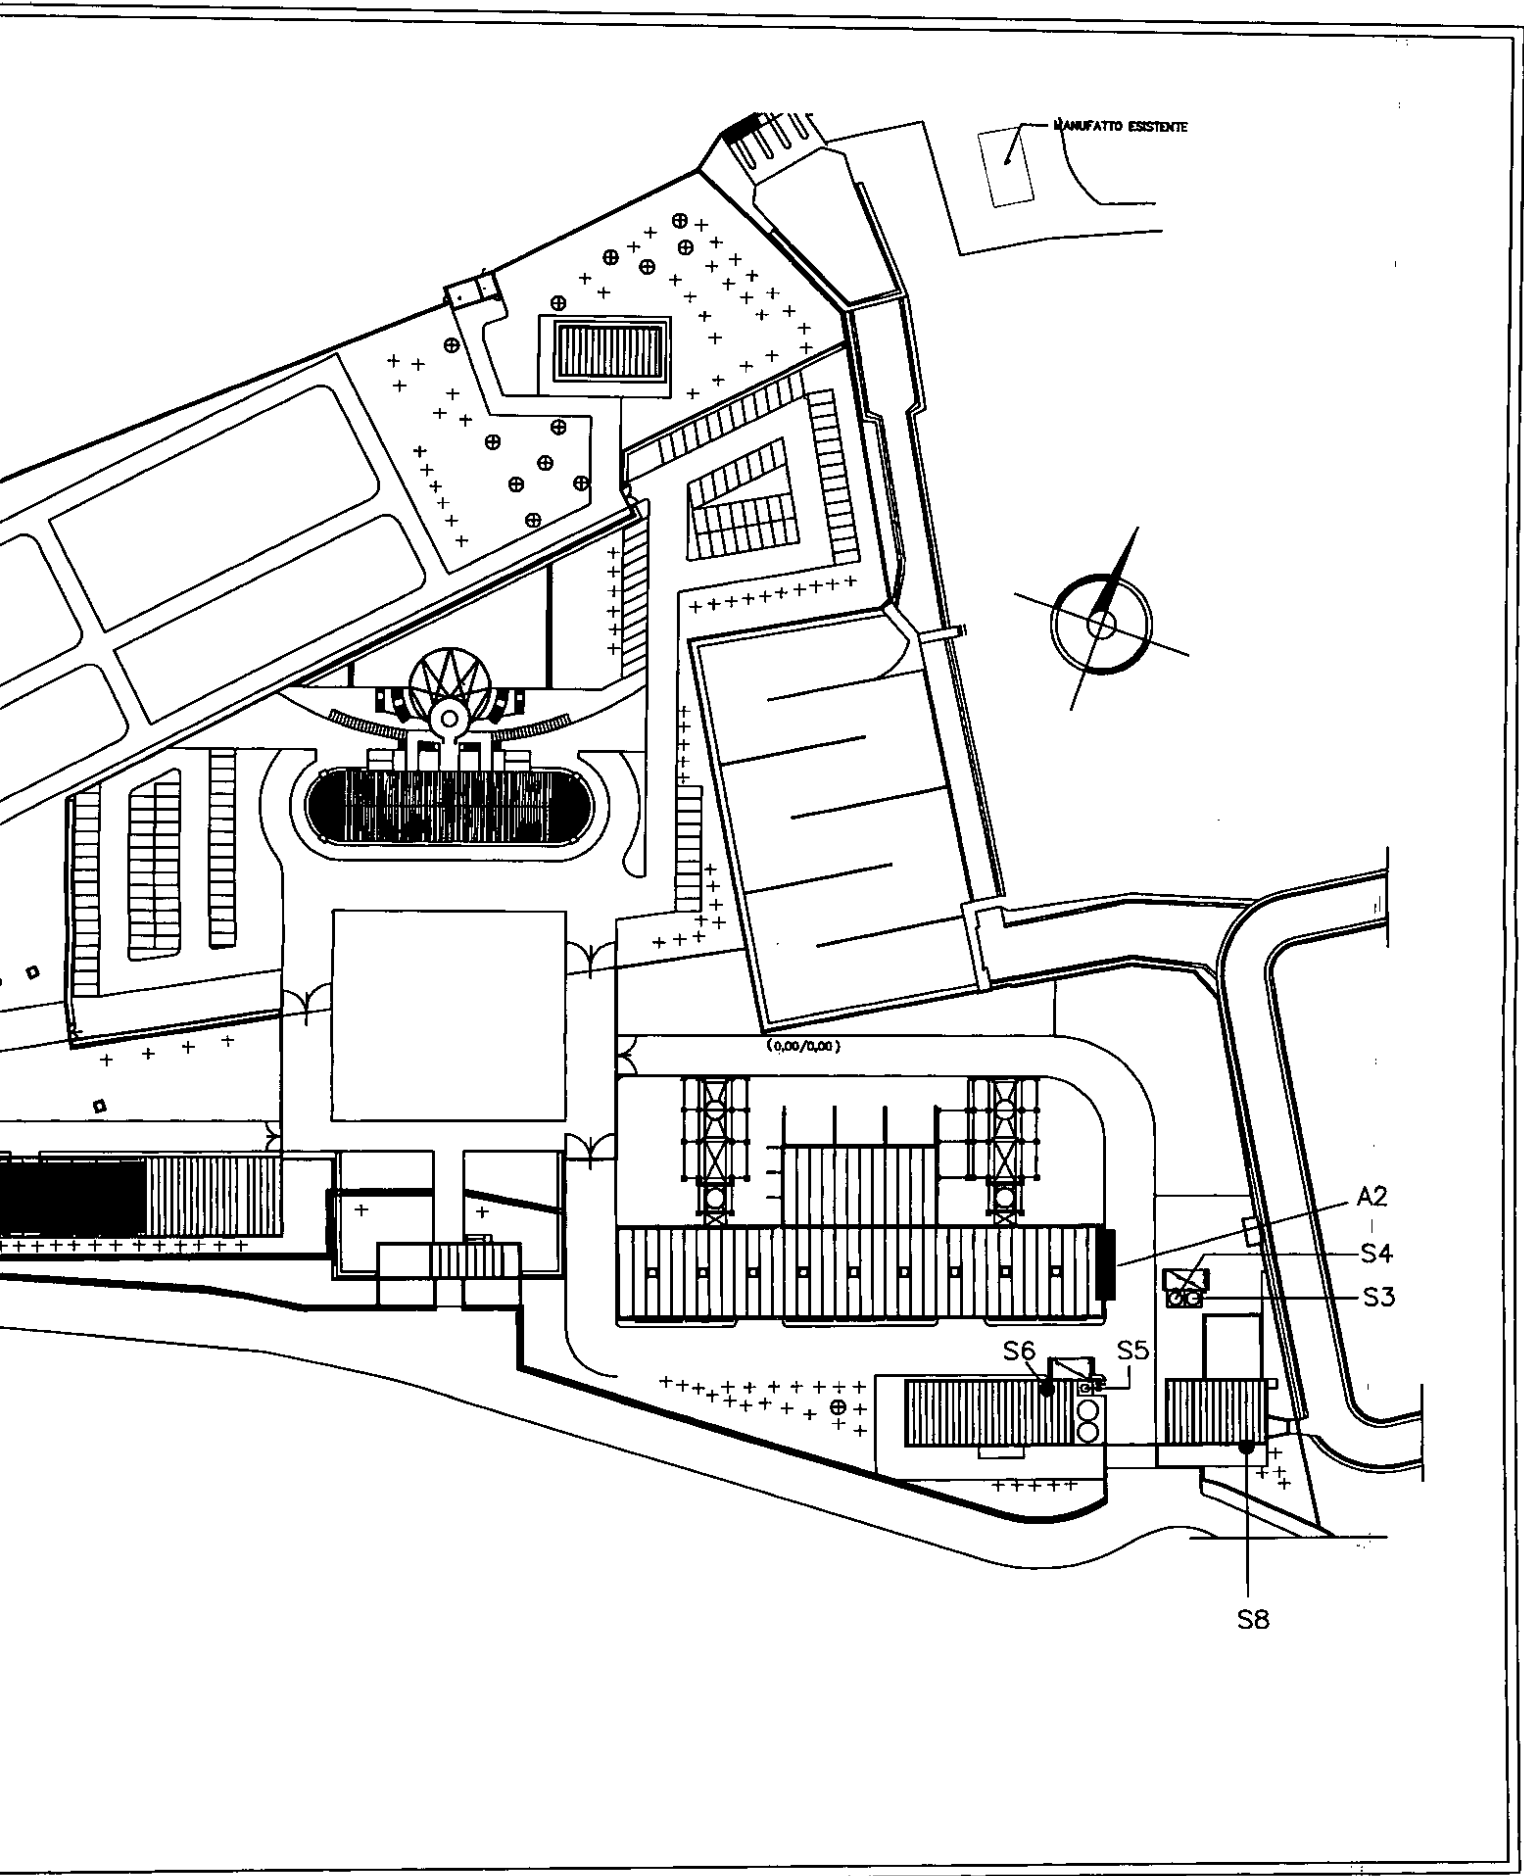 MANUFATTO ESISTENTE
(0,00/0,00)
A2
S4
S3
S6
S5
S8